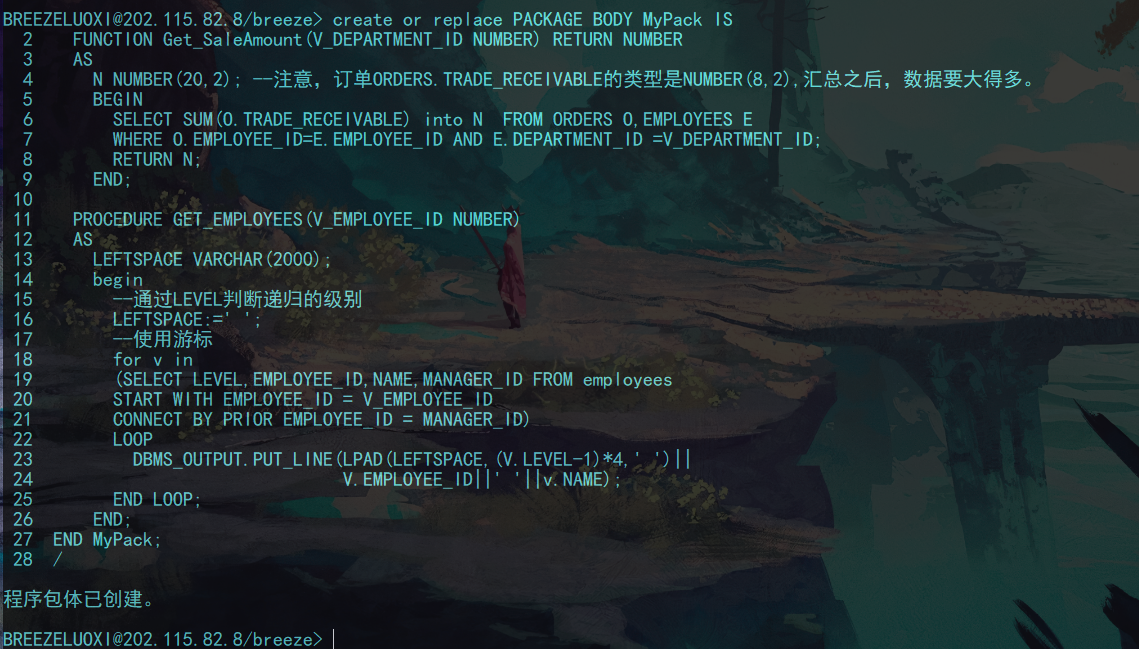 BREEZELUOXI@202.115.82.8/breeze> create or replace PACKAGE BODY MyPack IS
  2    FUNCTION Get_SaleAmount(V_DEPARTMENT_ID NUMBER) RETURN NUMBER
  3    AS
  4      N NUMBER(20,2); --注意，订单ORDERS.TRADE_RECEIVABLE的类型是NUMBER(8,2),汇总之后，数据要大得多。
  5      BEGIN
  6        SELECT SUM(O.TRADE_RECEIVABLE) into N  FROM ORDERS O,EMPLOYEES E
  7        WHERE O.EMPLOYEE_ID=E.EMPLOYEE_ID AND E.DEPARTMENT_ID =V_DEPARTMENT_ID;
  8        RETURN N;
  9      END;
 10
 11    PROCEDURE GET_EMPLOYEES(V_EMPLOYEE_ID NUMBER)
 12    AS
 13      LEFTSPACE VARCHAR(2000);
 14      begin
 15        --通过LEVEL判断递归的级别
 16        LEFTSPACE:=' ';
 17        --使用游标
 18        for v in
 19        (SELECT LEVEL,EMPLOYEE_ID,NAME,MANAGER_ID FROM employees
 20        START WITH EMPLOYEE_ID = V_EMPLOYEE_ID
 21        CONNECT BY PRIOR EMPLOYEE_ID = MANAGER_ID)
 22        LOOP
 23          DBMS_OUTPUT.PUT_LINE(LPAD(LEFTSPACE,(V.LEVEL-1)*4,' ')||
 24                               V.EMPLOYEE_ID||' '||v.NAME);
 25        END LOOP;
 26      END;
 27  END MyPack;
 28  /
程序包体已创建。
BREEZELUOXI@202.115.82.8/breeze>